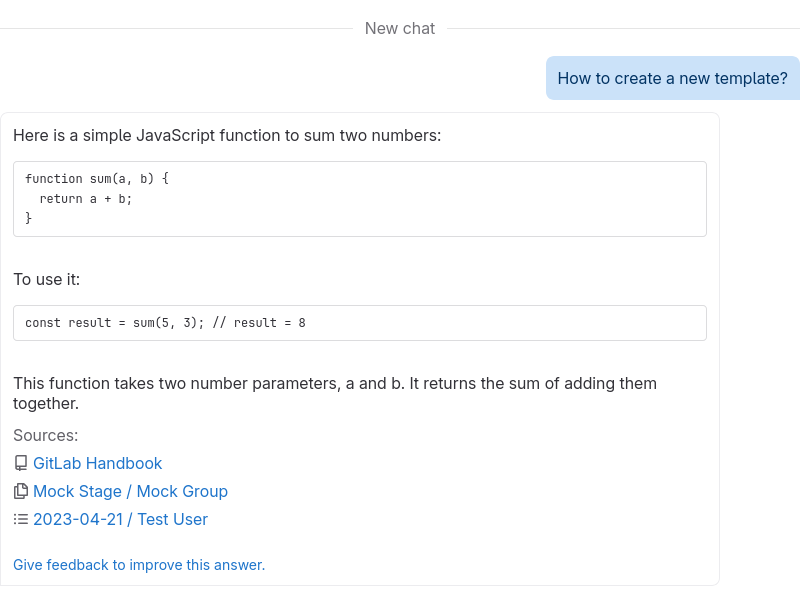 New chat
How to create a new template?
Here is a simple JavaScript function to sum two numbers:
function sum(a, b) {
  return a + b;
}
To use it:
const result = sum(5, 3); // result = 8
This function takes two number parameters, a and b. It returns the sum of adding them
together.
Sources:
GitLab Handbook
Mock Stage / Mock Group
2023-04-21 / Test User
Give feedback to improve this answer.